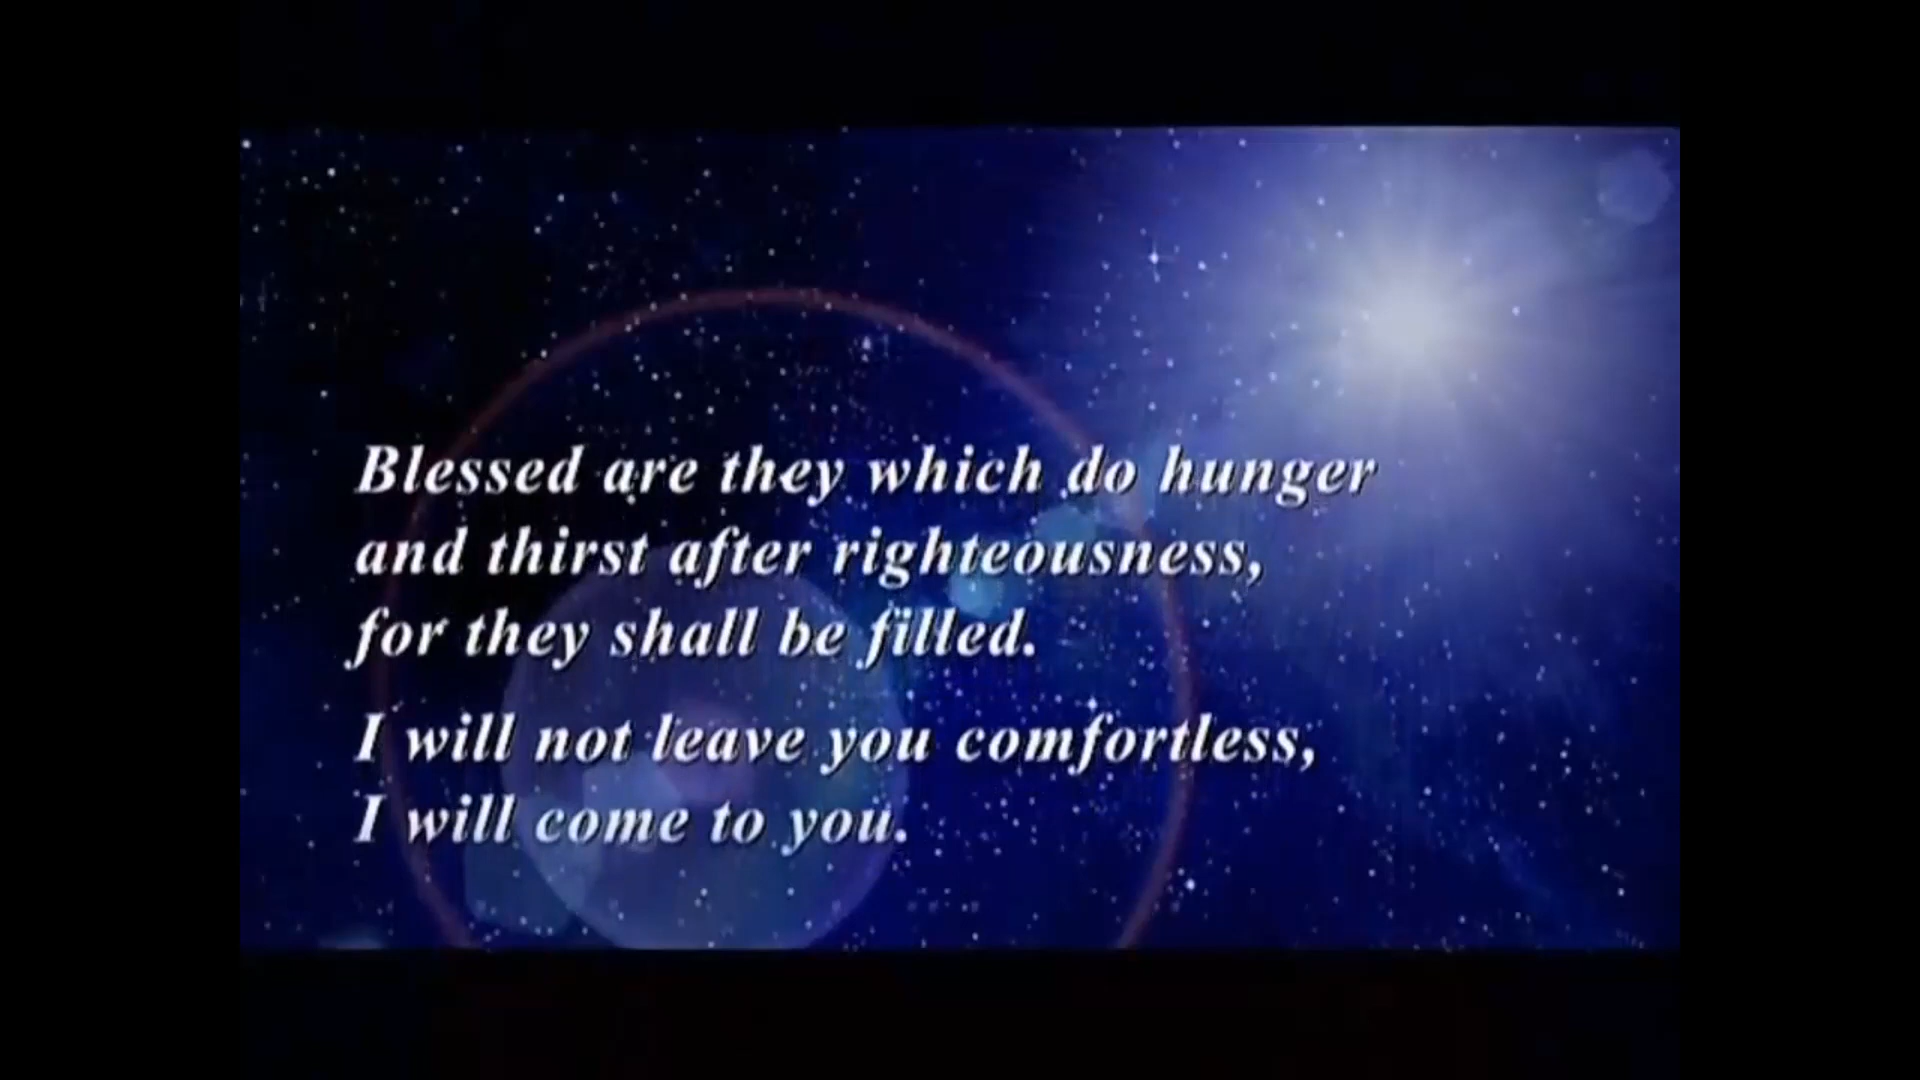 Blessed are they which do hunger
and thirst after righteousness,
for they shall be filled.
I will not leave you comfortless,
I will come to you.